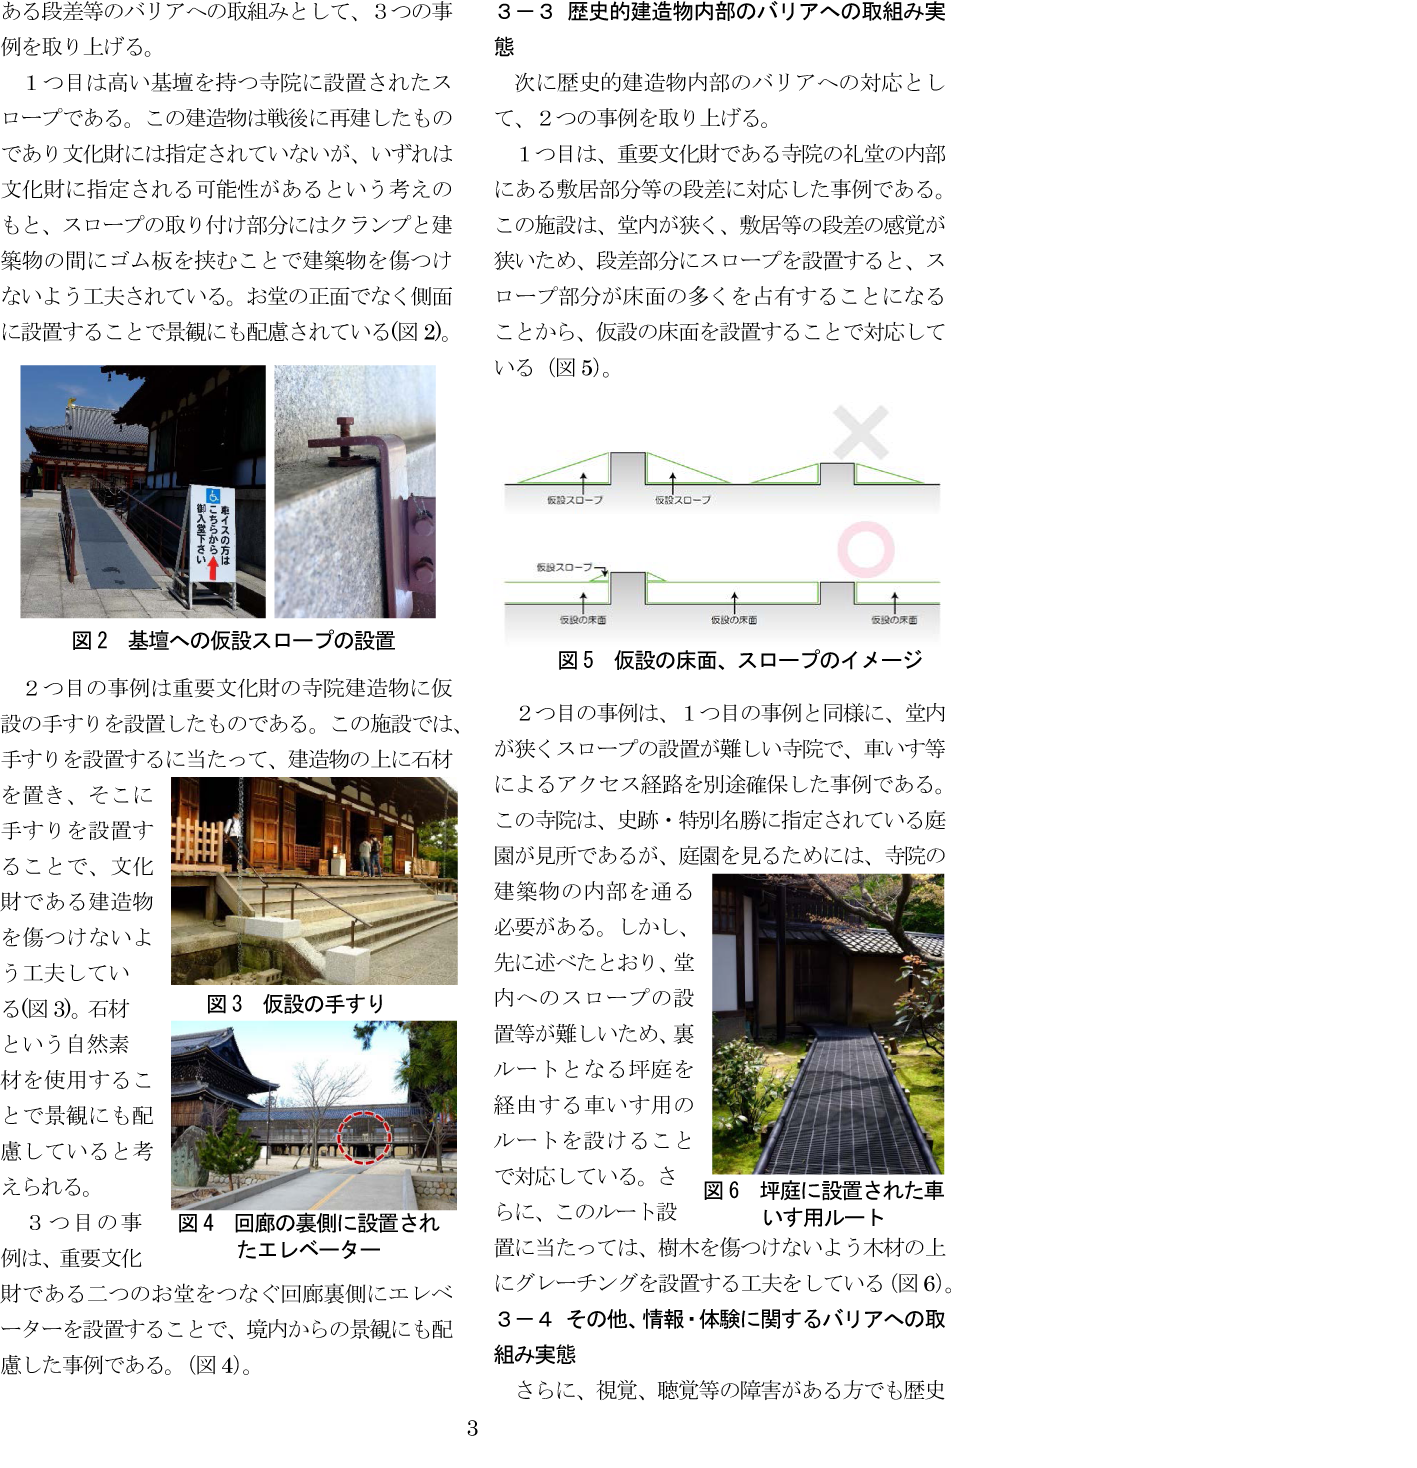 ある段差等のバリアへの取組みとして、３つの事
例を取り上げる。
１つ目は高い基壇を持つ寺院に設置されたス
ロープである。この建造物は戦後に再建したもの
であり文化財には指定されていないが、いずれは
文化財に指定される可能性があるという考えの
もと、スロープの取り付け部分にはクランプと建
築物の間にゴム板を挟むことで建築物を傷つけ
ないよう工夫されている。お堂の正面でなく側面
に設置することで景観にも配慮されている(図 2)。
車イスの方は
こちらから
御入堂下さい
図 2　基壇への仮設スロープの設置
２つ目の事例は重要文化財の寺院建造物に仮
設の手すりを設置したものである。この施設では、
手すりを設置するに当たって、建造物の上に石材
を置き、そこに
手すりを設置す
ることで、文化
財である建造物
を傷つけないよ
う工夫してい
る(図 3)。石材
という自然素
材を使用するこ
とで景観にも配
慮していると考
えられる。
図 3　仮設の手すり
図 4　回廊の裏側に設置され
たエレベーター
３つ目の事
例は、重要文化
財である二つのお堂をつなぐ回廊裏側にエレベ
ーターを設置することで、境内からの景観にも配
慮した事例である。（図 4）。
３－３ 歴史的建造物内部のバリアへの取組み実
態
次に歴史的建造物内部のバリアへの対応とし
て、２つの事例を取り上げる。
１つ目は、重要文化財である寺院の礼堂の内部
にある敷居部分等の段差に対応した事例である。
この施設は、堂内が狭く、敷居等の段差の感覚が
狭いため、段差部分にスロープを設置すると、ス
ロープ部分が床面の多くを占有することになる
ことから、仮設の床面を設置することで対応して
いる（図 5）。
仮設スロープ　仮設スロープ
仮設スロープ
仮設の床面　仮設の床面　仮設の床面
図 5　仮設の床面、スロープのイメージ
２つ目の事例は、１つ目の事例と同様に、堂内
が狭くスロープの設置が難しい寺院で、車いす等
によるアクセス経路を別途確保した事例である。
この寺院は、史跡・特別名勝に指定されている庭
園が見所であるが、庭園を見るためには、寺院の
建築物の内部を通る
必要がある。しかし、
先に述べたとおり、堂
内へのスロープの設
置等が難しいため、裏
ルートとなる坪庭を
経由する車いす用の
ルートを設けること
で対応している。さ
らに、このルート設
図 6　坪庭に設置された車
いす用ルート
置に当たっては、樹木を傷つけないよう木材の上
にグレーチングを設置する工夫をしている（図 6）。
３－４ その他、情報・体験に関するバリアへの取
組み実態
さらに、視覚、聴覚等の障害がある方でも歴史
3